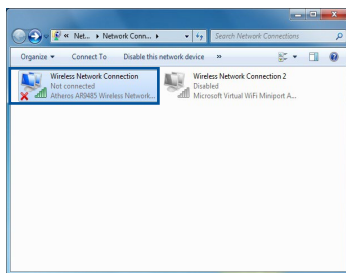 « Net... ▸ Network Conn... ▸
Search Network Connections
Organize ▾ Connect To Disable this network device »
Wireless Network Connection
Not connected
Atheros AR9485 Wireless Network...
Wireless Network Connection 2
Disabled
Microsoft Virtual WiFi Miniport A...